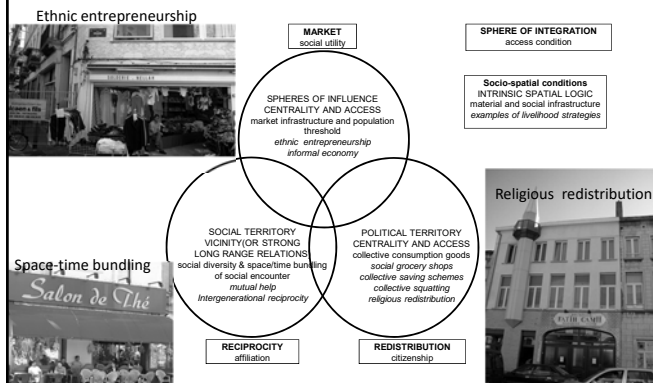 Ethnic entrepreneurship
MARKET
social utility
SPHERE OF INTEGRATION
access condition
Socio-spatial conditions
INTRINSIC SPATIAL LOGIC
material and social infrastructure
examples of livelihood strategies
SPHERES OF INFLUENCE
CENTRALITY AND ACCESS
market infrastructure and population
threshold
ethnic entrepreneurship
informal economy
Religious redistribution
SOCIAL TERRITORY
VICINITY(OR STRONG
LONG RANGE RELATIONS
social diversity & space/time bundling
of social encounter
mutual help
Intergenerational reciprocity
POLITICAL TERRITORY
CENTRALITY AND ACCESS
collective consumption goods
social grocery shops
collective saving schemes
collective squatting
religious redistribution
Space-time bundling
Salon de Thé
FATIH CAMII
RECIPROCITY
affiliation
REDISTRIBUTION
citizenship